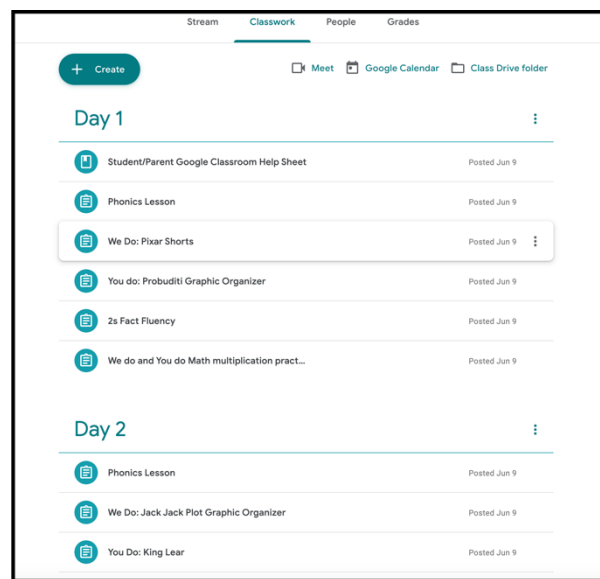 Stream Classwork People Grades
+ Create Meet Google Calendar Class Drive folder
Day 1
Student/Parent Google Classroom Help Sheet Posted Jun 9
Phonics Lesson Posted Jun 9
We Do: Pixar Shorts Posted Jun 9
You do: Probuditi Graphic Organizer Posted Jun 9
2s Fact Fluency Posted Jun 9
We do and You do Math multiplication pract... Posted Jun 9
Day 2
Phonics Lesson Posted Jun 9
We Do: Jack Jack Plot Graphic Organizer Posted Jun 9
You Do: King Lear Posted Jun 9